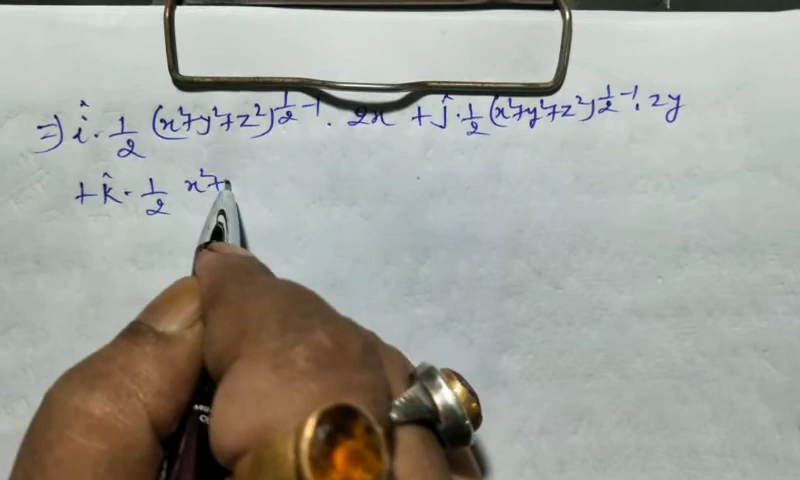 ⇒ î · 1/2 (x²+y²+z²)^(1/2 -1) · 2x + ĵ · 1/2 (x²+y²+z²)^(1/2 -1) · 2y
+ k̂ · 1/2 x²+